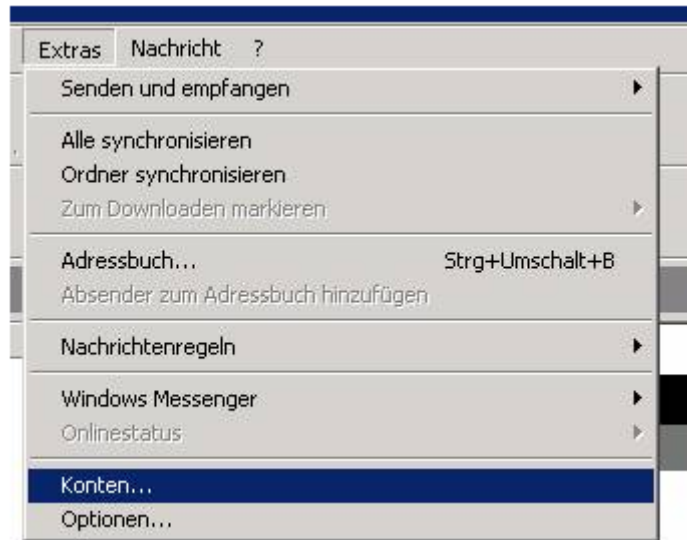 Extras Nachricht ?
Senden und empfangen
Alle synchronisieren
Ordner synchronisieren
Zum Downloaden markieren
Adressbuch... Strg+Umschalt+B
Absender zum Adressbuch hinzufügen
Nachrichtenregeln
Windows Messenger
Onlinestatus
Konten...
Optionen...